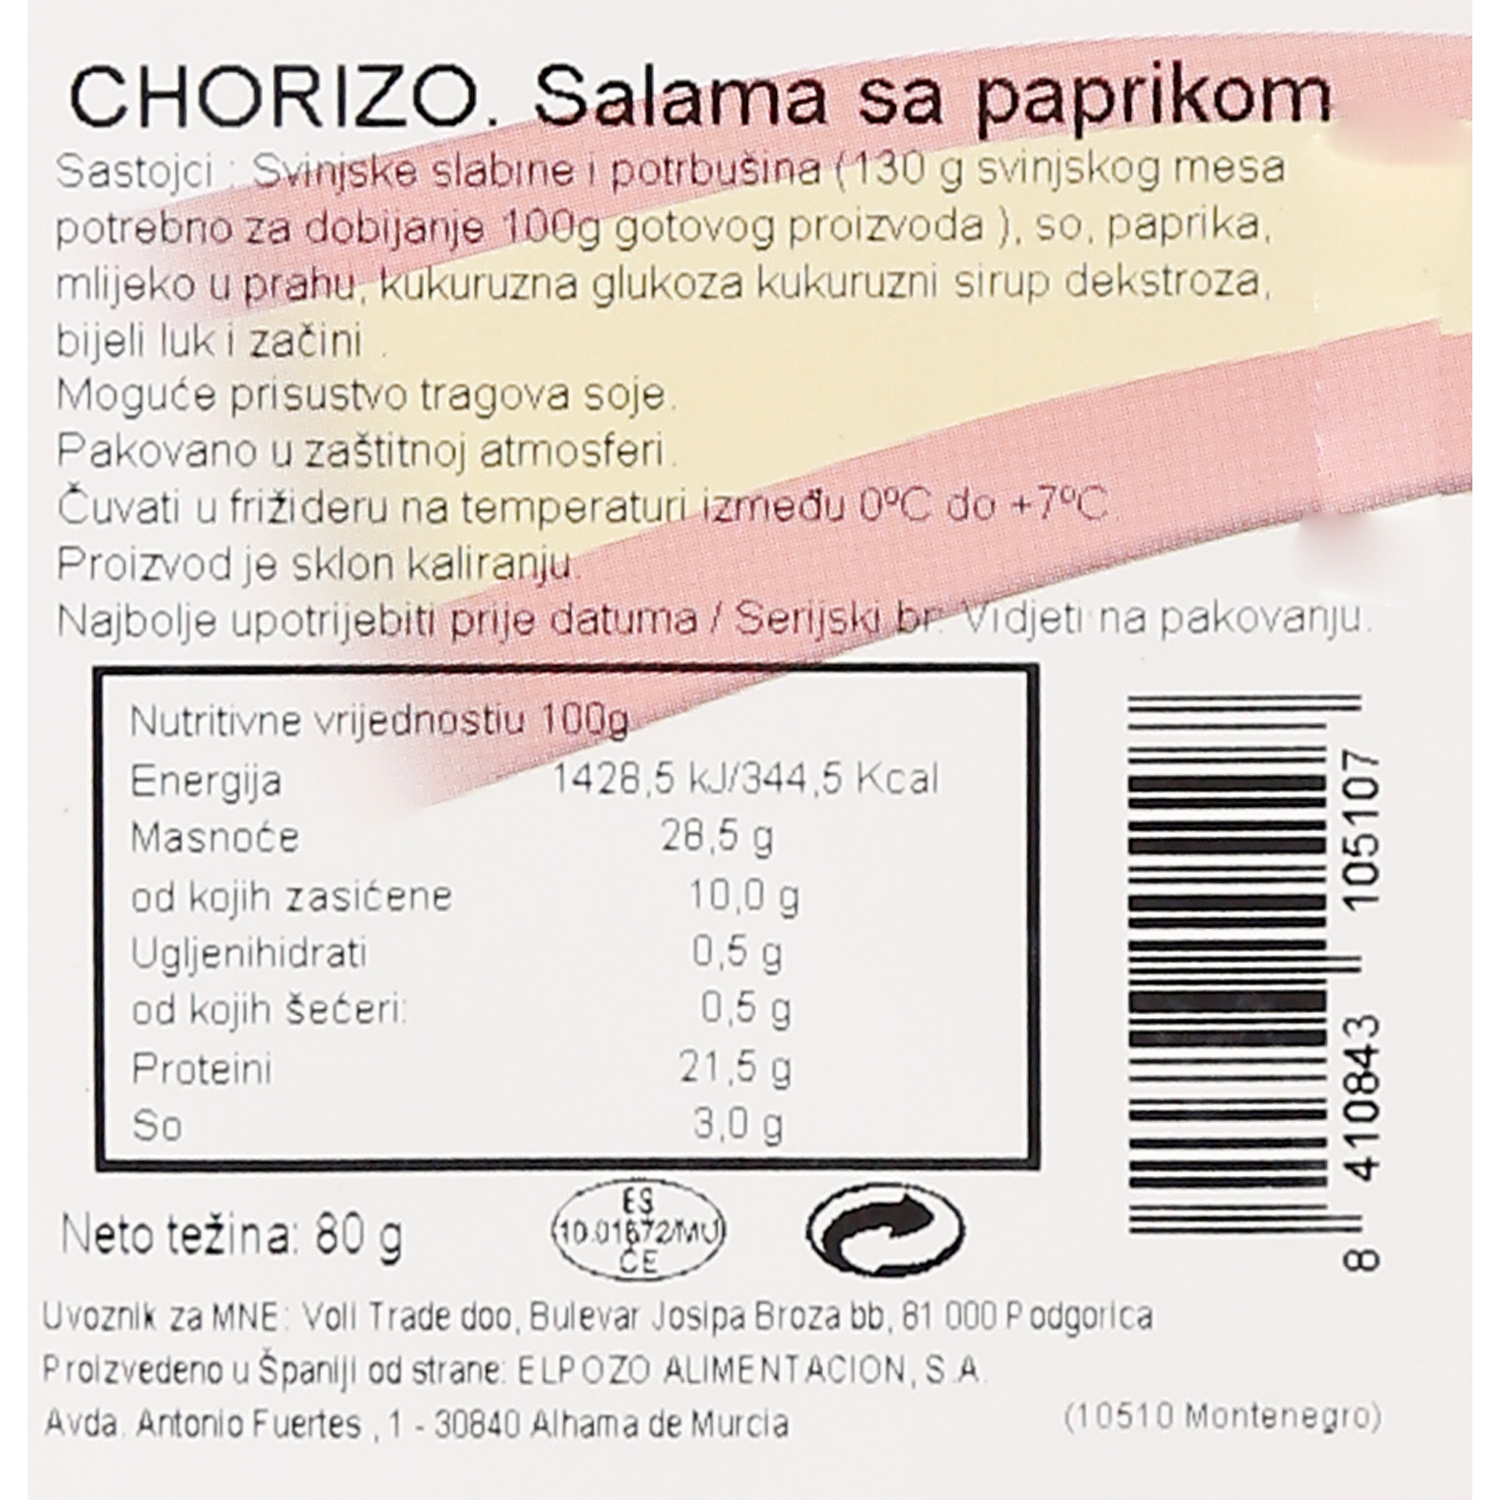 CHORIZO. Salama sa paprikom
Sastojci : Svinjske slabine i potrbušina (130 g svinjskog mesa
potrebno za dobijanje 100g gotovog proizvoda ), so, paprika,
mlijeko u prahu, kukuruzna glukoza kukuruzni sirup dekstroza,
bijeli luk i začini .
Moguće prisustvo tragova soje.
Pakovano u zaštitnoj atmosferi.
Čuvati u frižideru na temperaturi između 0ºC do +7ºC.
Proizvod je sklon kaliranju.
Najbolje upotrijebiti prije datuma / Serijski br. Vidjeti na pakovanju.
Nutritivne vrijednostiu 100g
Energija 1428,5 kJ/344,5 Kcal
Masnoće 28,5 g
od kojih zasićene 10,0 g
Ugljenihidrati 0,5 g
od kojih šećeri: 0,5 g
Proteini 21,5 g
So 3,0 g
8 410843 105107
Neto težina: 80 g
ES
10.01672/MU
CE
Uvoznik za MNE: Voli Trade doo, Bulevar Josipa Broza bb, 81 000 Podgorica
Proizvedeno u Španiji od strane: ELPOZO ALIMENTACION, S.A.
Avda. Antonio Fuertes , 1 - 30840 Alhama de Murcia
(10510 Montenegro)